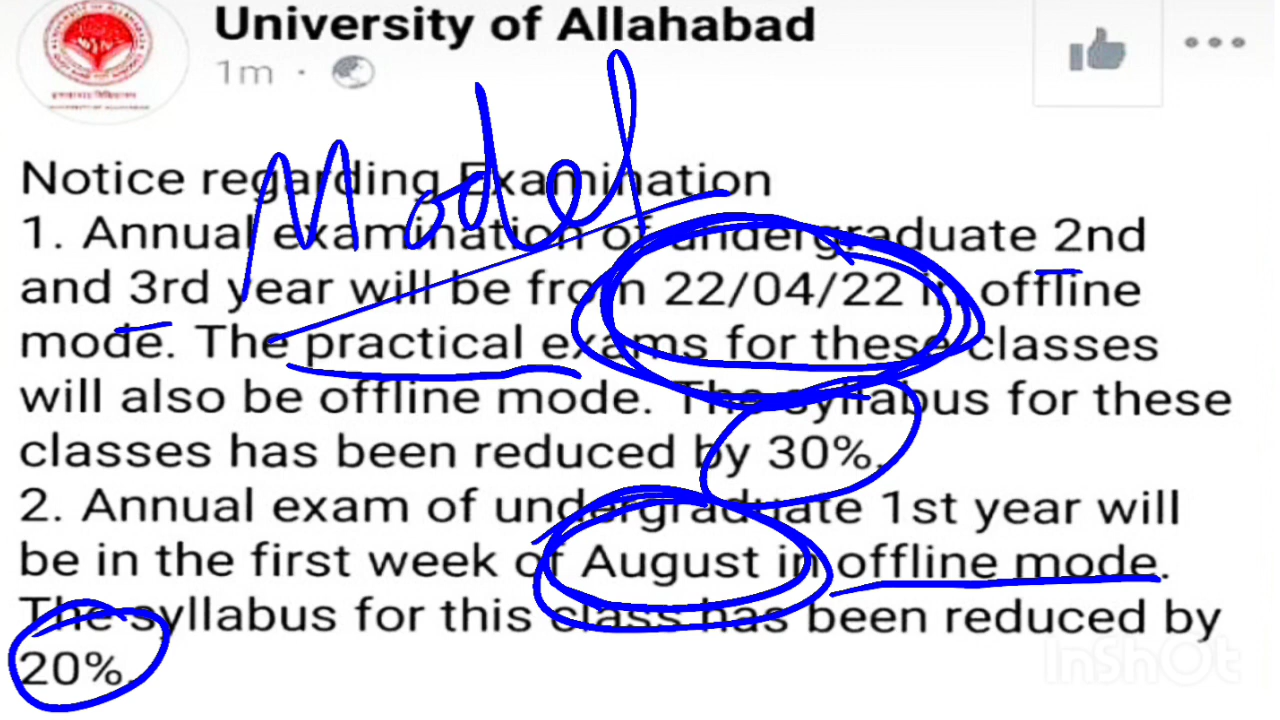 University of Allahabad
1m ·
Model
Notice regarding Examination
1. Annual examination of undergraduate 2nd
and 3rd year will be from 22/04/22 in offline
mode. The practical exams for these classes
will also be offline mode. The syllabus for these
classes has been reduced by 30%.
2. Annual exam of undergraduate 1st year will
be in the first week of August in offline mode.
The syllabus for this class has been reduced by
20%.
InShOt